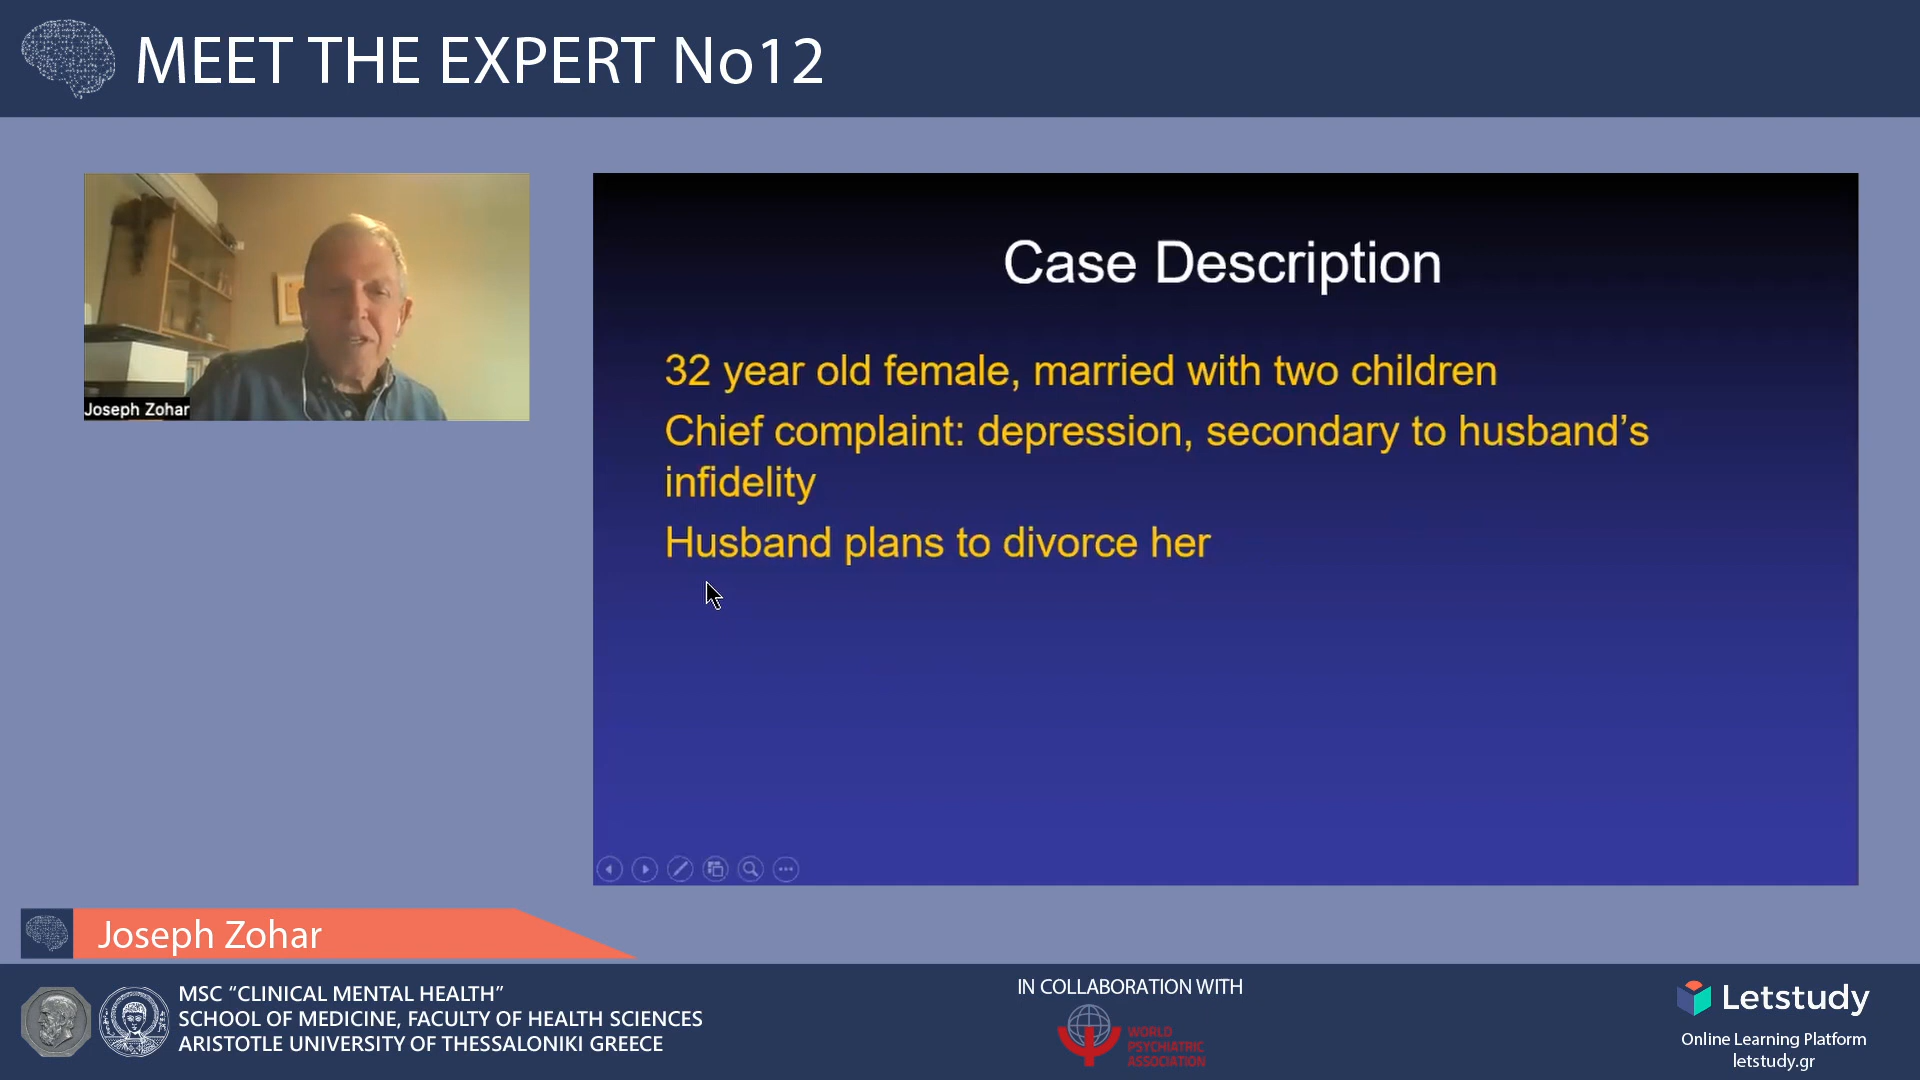 MEET THE EXPERT No12
Joseph Zohar
Case Description
32 year old female, married with two children
Chief complaint: depression, secondary to husband’s
infidelity
Husband plans to divorce her
Joseph Zohar
MSC “CLINICAL MENTAL HEALTH”
SCHOOL OF MEDICINE, FACULTY OF HEALTH SCIENCES
ARISTOTLE UNIVERSITY OF THESSALONIKI GREECE
IN COLLABORATION WITH
WORLD
PSYCHIATRIC
ASSOCIATION
Letstudy
Online Learning Platform
letstudy.gr